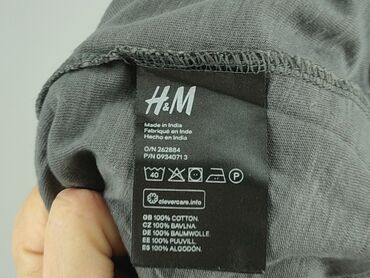 H&M
Made in India
Fabriqué en Inde
Hecho en India
O/N 262884
P/N 0934071 3
40 P
clevercare.info
GB 100% COTTON.
CZ 100% BAVLNA
DE 100% BAUMWOLLE
EE 100% PUUVILL.
ES 100% ALGODÓN.